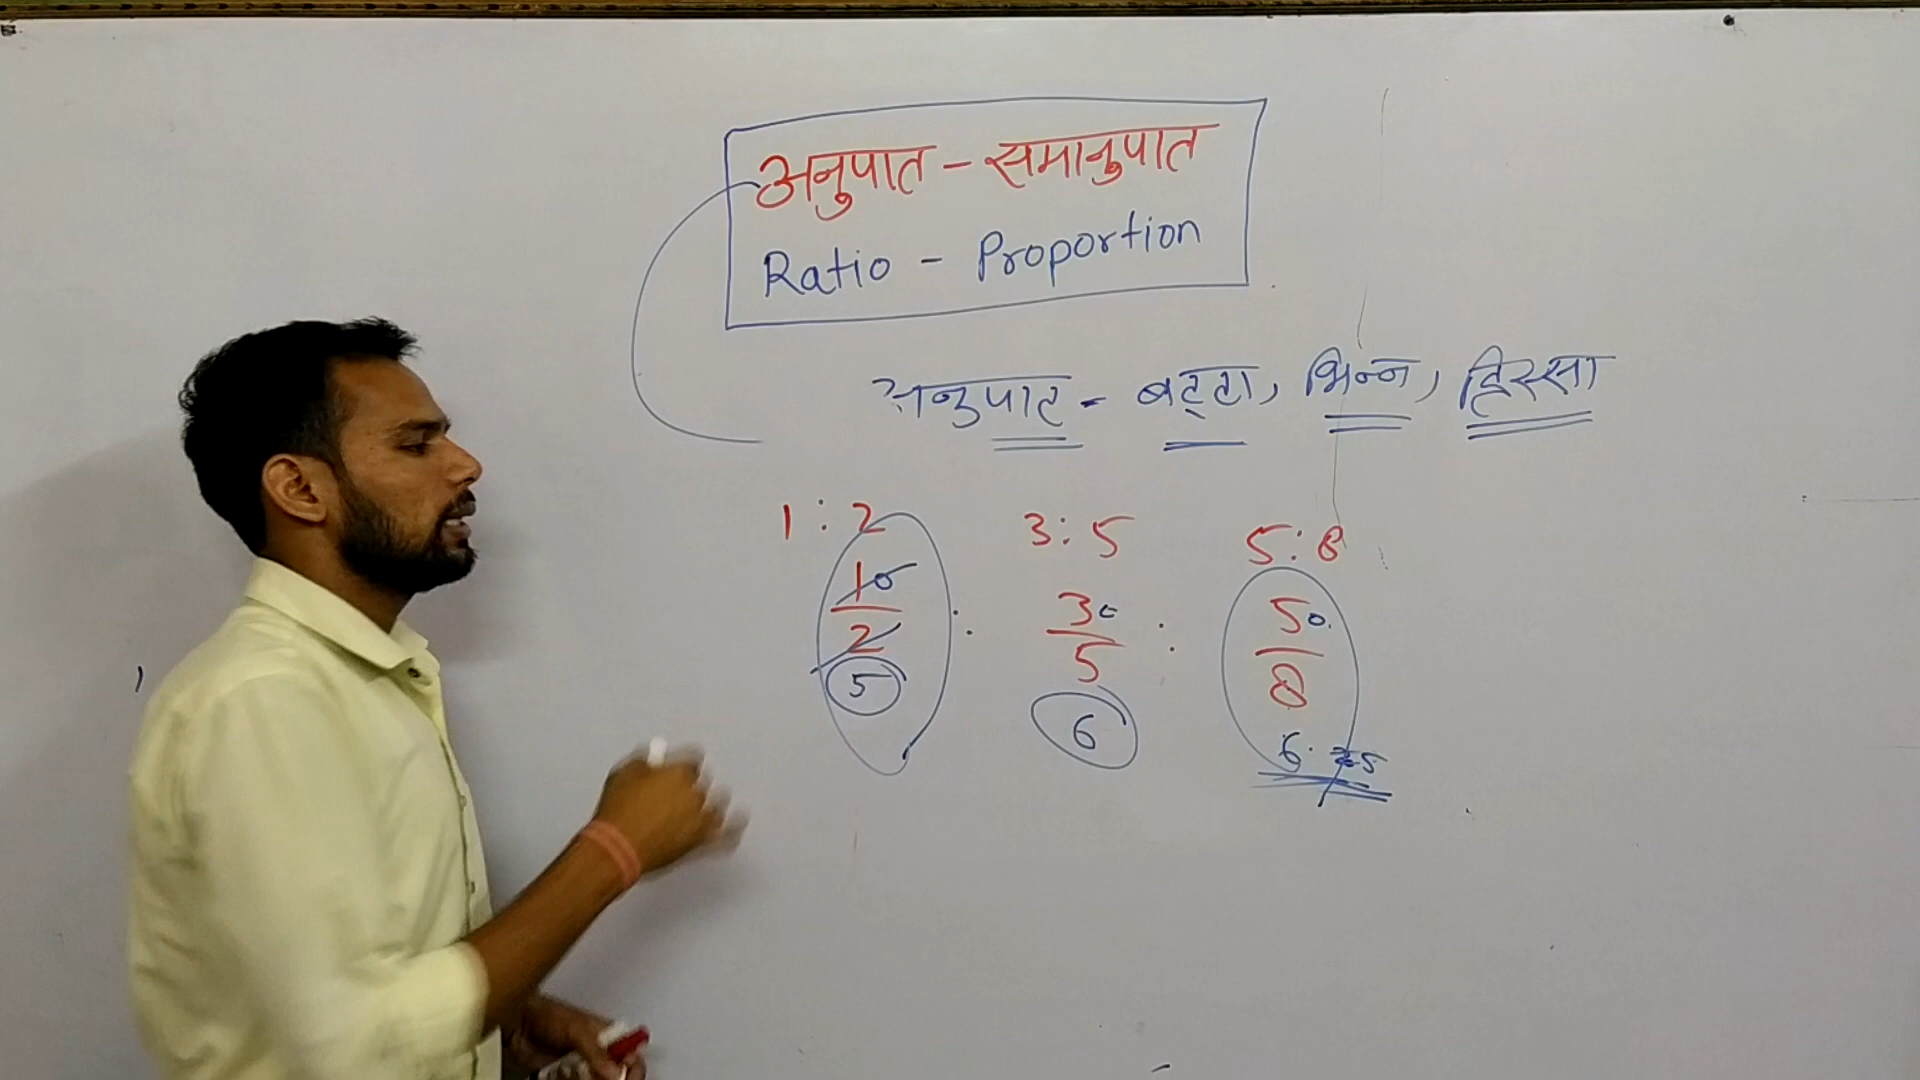 अनुपात - समानुपात
Ratio - Proportion
अनुपात - बट्टा, भिन्न, हिस्सा
1 : 2 3 : 5 5 : 8
10 : 30 : 50.
2 5 8
5 6 6.25